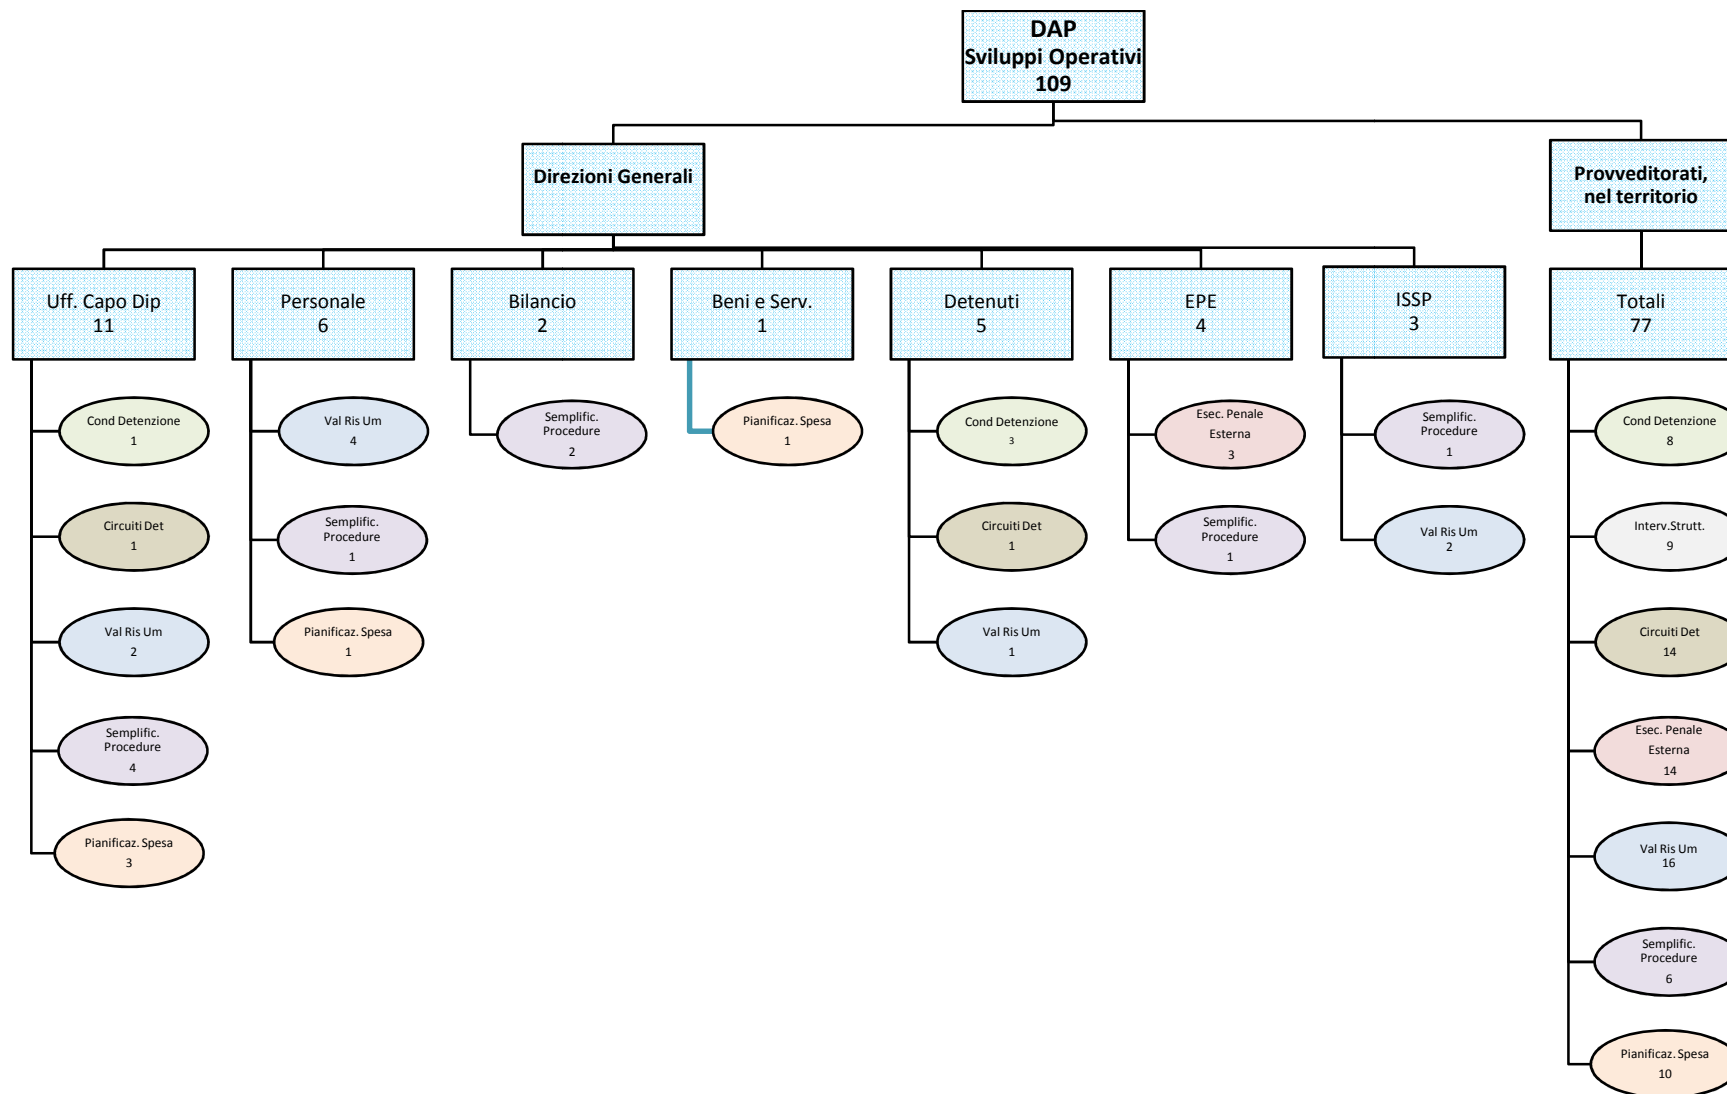 DAP
Sviluppi Operativi
109
Direzioni Generali
Provveditorati,
nel territorio
Uff. Capo Dip
11
Personale
6
Bilancio
2
Beni e Serv.
1
Detenuti
5
EPE
4
ISSP
3
Totali
77
Cond Detenzione
1
Circuiti Det
1
Val Ris Um
2
Semplific.
Procedure
4
Pianificaz. Spesa
3
Val Ris Um
4
Semplific.
Procedure
1
Pianificaz. Spesa
1
Semplific.
Procedure
2
Pianificaz. Spesa
1
Cond Detenzione
3
Circuiti Det
1
Val Ris Um
1
Esec. Penale
Esterna
3
Semplific.
Procedure
1
Semplific.
Procedure
1
Val Ris Um
2
Cond Detenzione
8
Interv.Strutt.
9
Circuiti Det
14
Esec. Penale
Esterna
14
Val Ris Um
16
Semplific.
Procedure
6
Pianificaz. Spesa
10